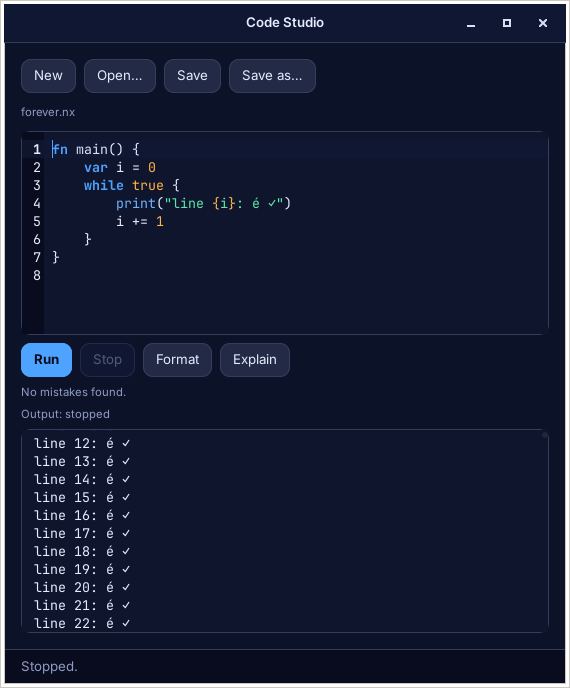 Code Studio
New Open... Save Save as...
forever.nx
1 fn main() {
2 var i = 0
3 while true {
4 print("line {i}: é ✓")
5 i += 1
6 }
7 }
8
Run Stop Format Explain
No mistakes found.
Output: stopped
line 12: é ✓
line 13: é ✓
line 14: é ✓
line 15: é ✓
line 16: é ✓
line 17: é ✓
line 18: é ✓
line 19: é ✓
line 20: é ✓
line 21: é ✓
line 22: é ✓
Stopped.